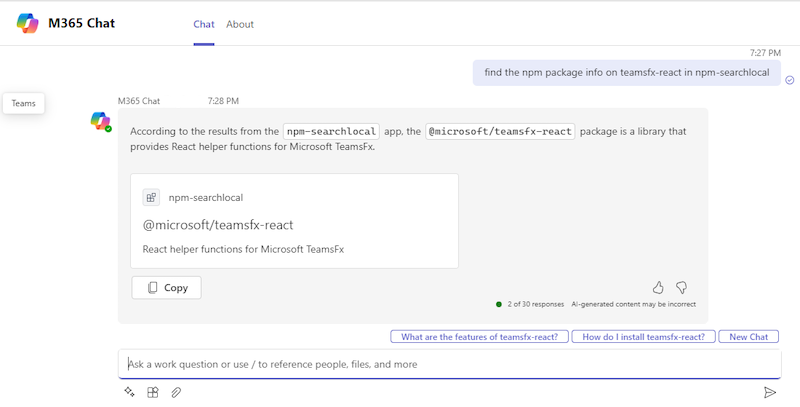 M365 Chat
Chat
About
7:27 PM
find the npm package info on teamsfx-react in npm-searchlocal
Teams
M365 Chat
7:28 PM
According to the results from the npm-searchlocal app, the @microsoft/teamsfx-react package is a library that
provides React helper functions for Microsoft TeamsFx.
npm-searchlocal
@microsoft/teamsfx-react
React helper functions for Microsoft TeamsFx
Copy
2 of 30 responses
AI-generated content may be incorrect
What are the features of teamsfx-react?
How do I install teamsfx-react?
New Chat
Ask a work question or use / to reference people, files, and more